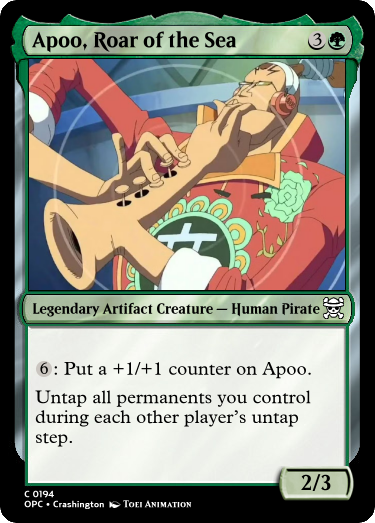 Apoo, Roar of the Sea 3
Legendary Artifact Creature — Human Pirate
6: Put a +1/+1 counter on Apoo.
Untap all permanents you control
during each other player's untap
step.
2/3
C 0194
OPC • Crashington Toei Animation